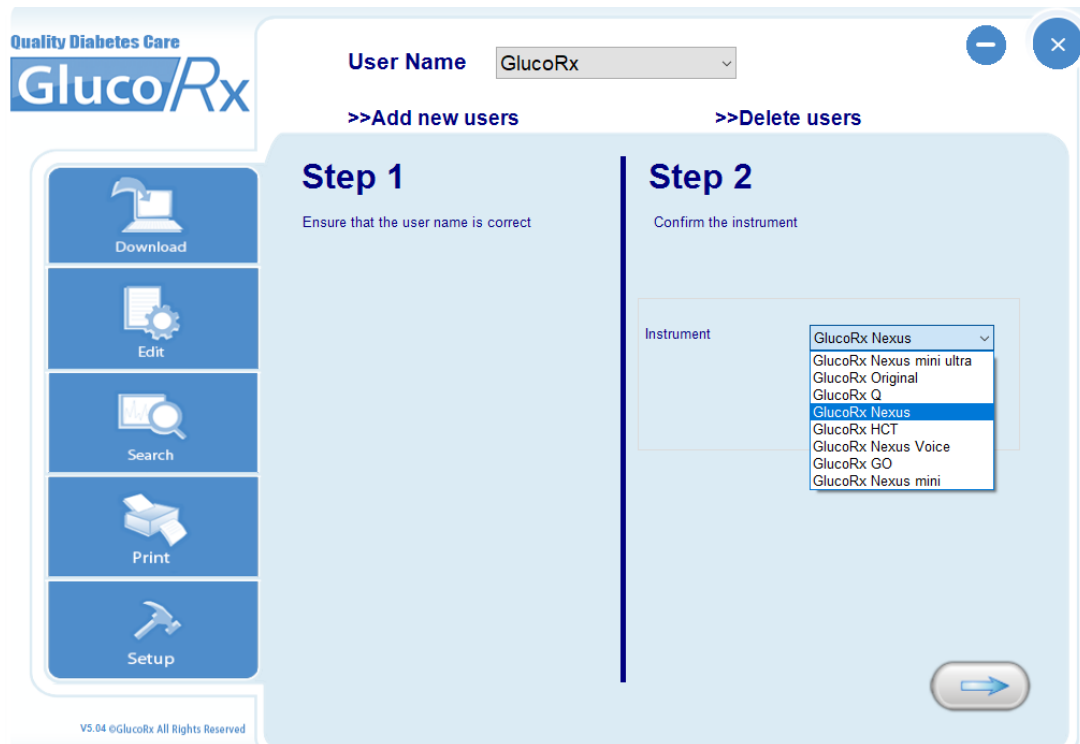 Quality Diabetes Care
GlucoRx
User Name GlucoRx
>>Add new users >>Delete users
Download
Edit
Search
Print
Setup
V5.04 ©GlucoRx All Rights Reserved
Step 1
Ensure that the user name is correct
Step 2
Confirm the instrument
Instrument GlucoRx Nexus
GlucoRx Nexus mini ultra
GlucoRx Original
GlucoRx Q
GlucoRx Nexus
GlucoRx HCT
GlucoRx Nexus Voice
GlucoRx GO
GlucoRx Nexus mini